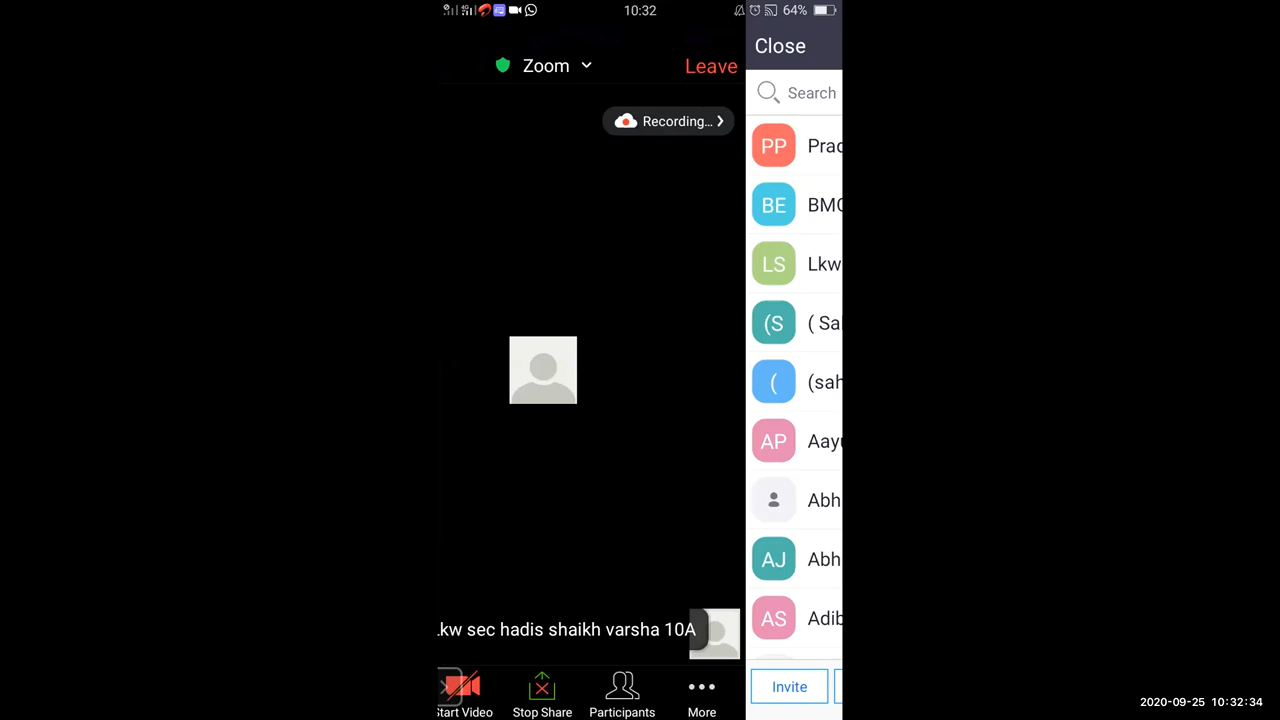 10:32
64%
Zoom
Leave
Close
Recording...
Search
PP
Prac
BE
BMC
LS
Lkw
(S
( Sal
(
(sah
AP
Aayu
Abh
AJ
Abh
AS
Adib
.kw sec hadis shaikh varsha 10A
Start Video
Stop Share
Participants
More
Invite
2020-09-25 10:32:34